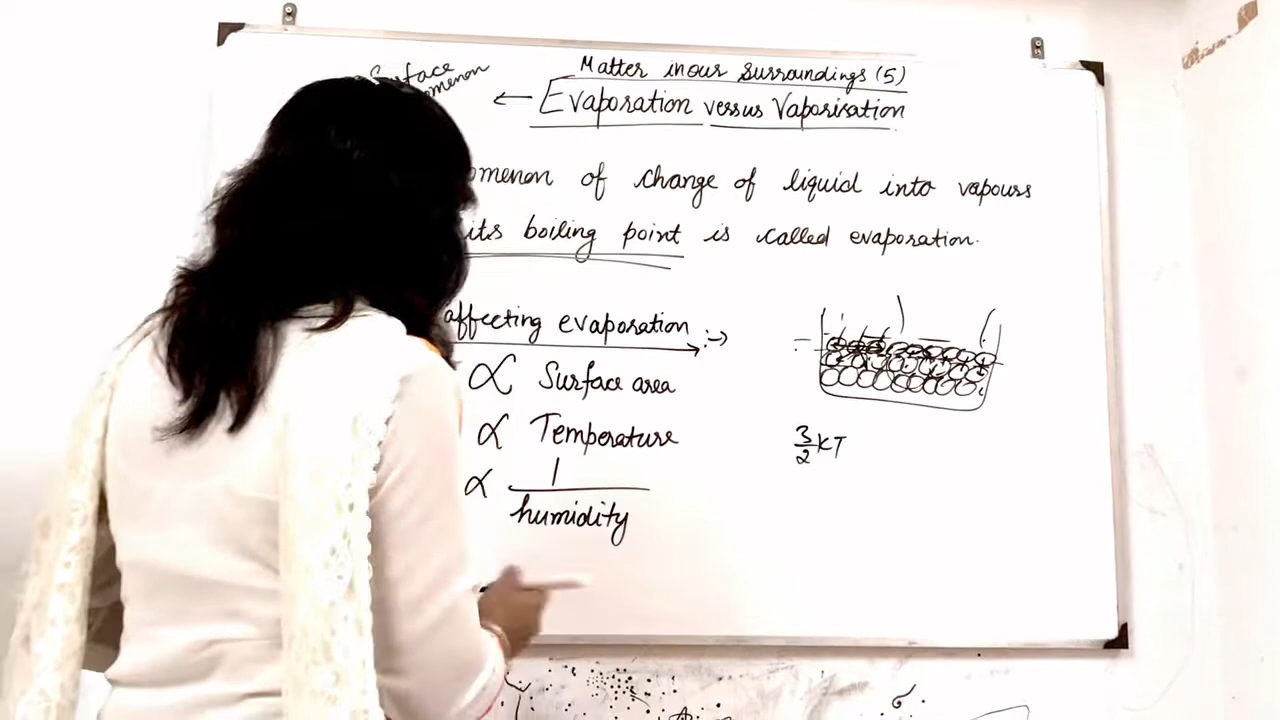 Matter in our Surroundings (5)
Surface
omenon ← Evaporation versus Vaporisation
omenon of change of liquid into vapours
its boiling point is called evaporation.
affecting evaporation :→
∝ Surface area
∝ Temperature
∝ 1/humidity
3/2 KT